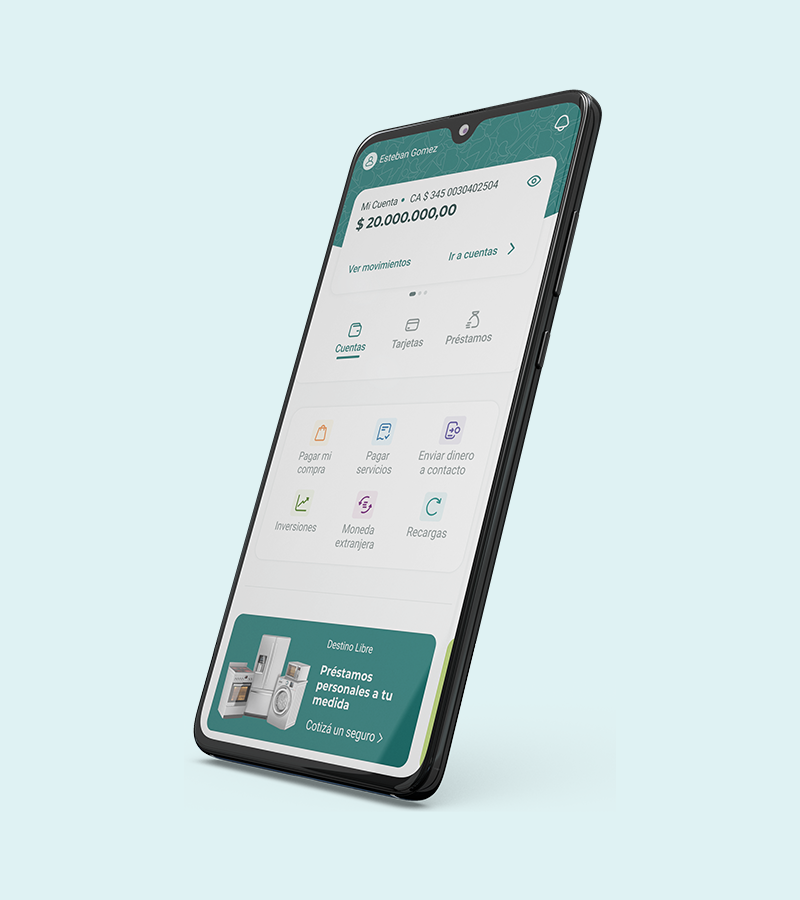 Esteban Gomez
Mi Cuenta • CA $ 345 0030402504
$ 20.000.000,00
Ver movimientos
Ir a cuentas
Cuentas
Tarjetas
Préstamos
Pagar mi
compra
Pagar
servicios
Enviar dinero
a contacto
Inversiones
Moneda
extranjera
Recargas
Destino Libre
Préstamos
personales a tu
medida
Cotizá un seguro